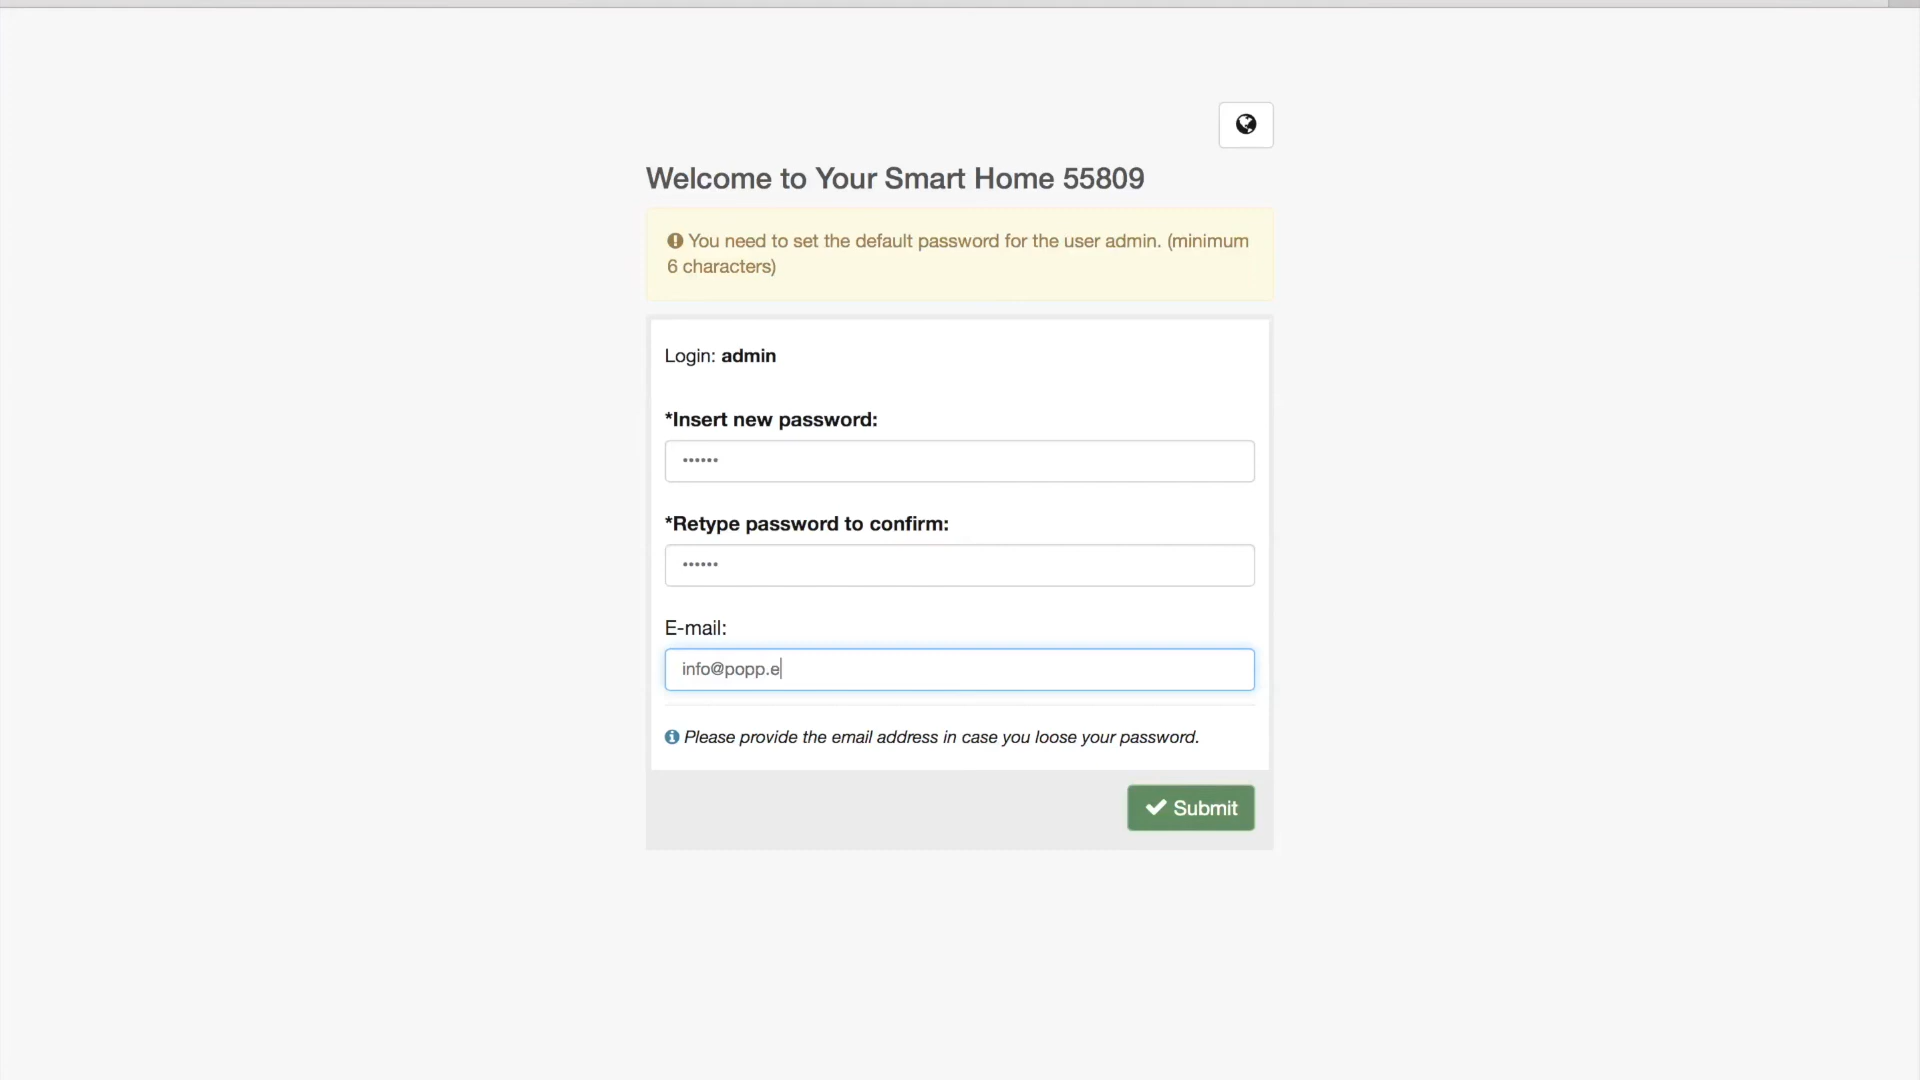 Welcome to Your Smart Home 55809
You need to set the default password for the user admin. (minimum
6 characters)
Login: admin
*Insert new password:
••••••
*Retype password to confirm:
••••••
E-mail:
info@popp.e
Please provide the email address in case you loose your password.
Submit